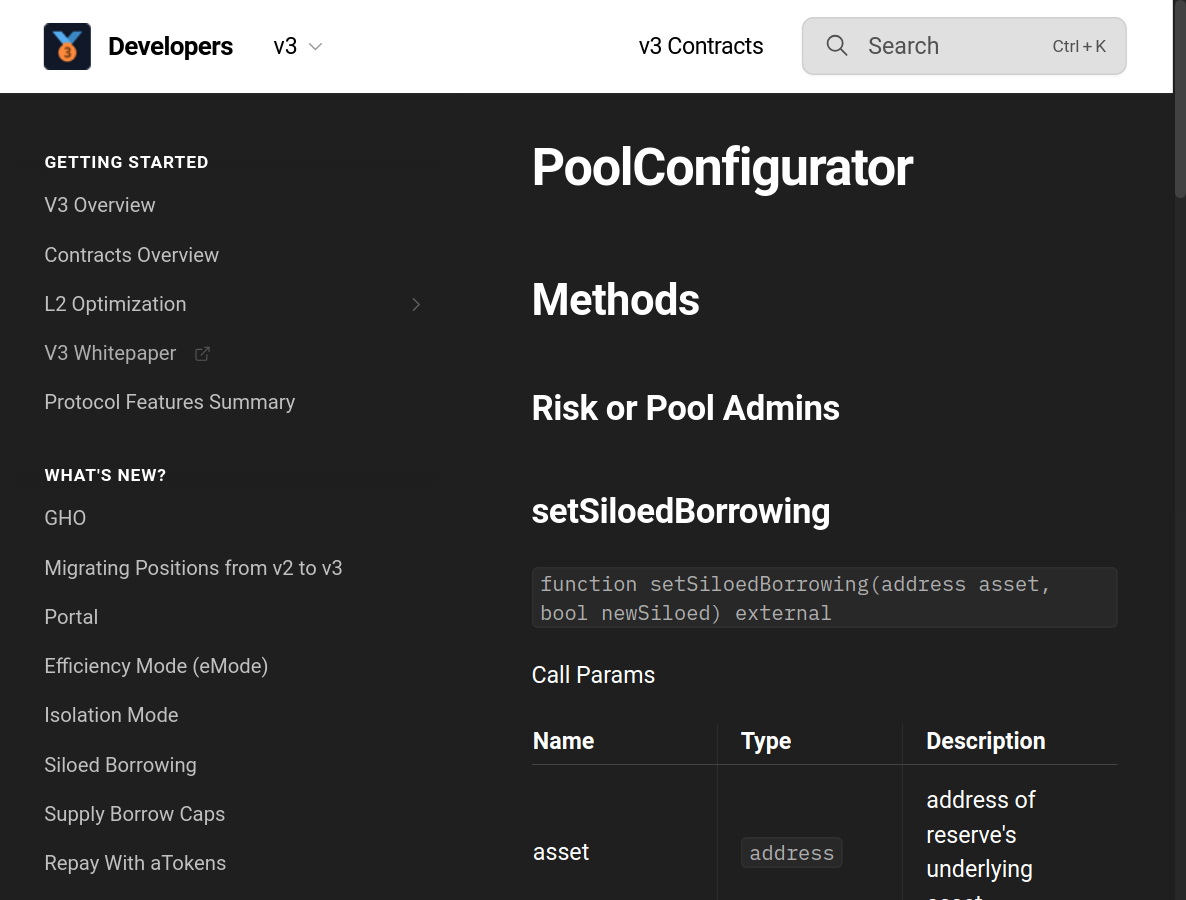 Developers
v3
v3 Contracts
Search
Ctrl + K
GETTING STARTED
V3 Overview
Contracts Overview
L2 Optimization
V3 Whitepaper
Protocol Features Summary
WHAT'S NEW?
GHO
Migrating Positions from v2 to v3
Portal
Efficiency Mode (eMode)
Isolation Mode
Siloed Borrowing
Supply Borrow Caps
Repay With aTokens
PoolConfigurator
Methods
Risk or Pool Admins
setSiloedBorrowing
function setSiloedBorrowing(address asset,
bool newSiloed) external
Call Params
Name Type Description
asset
address
address of
reserve's
underlying